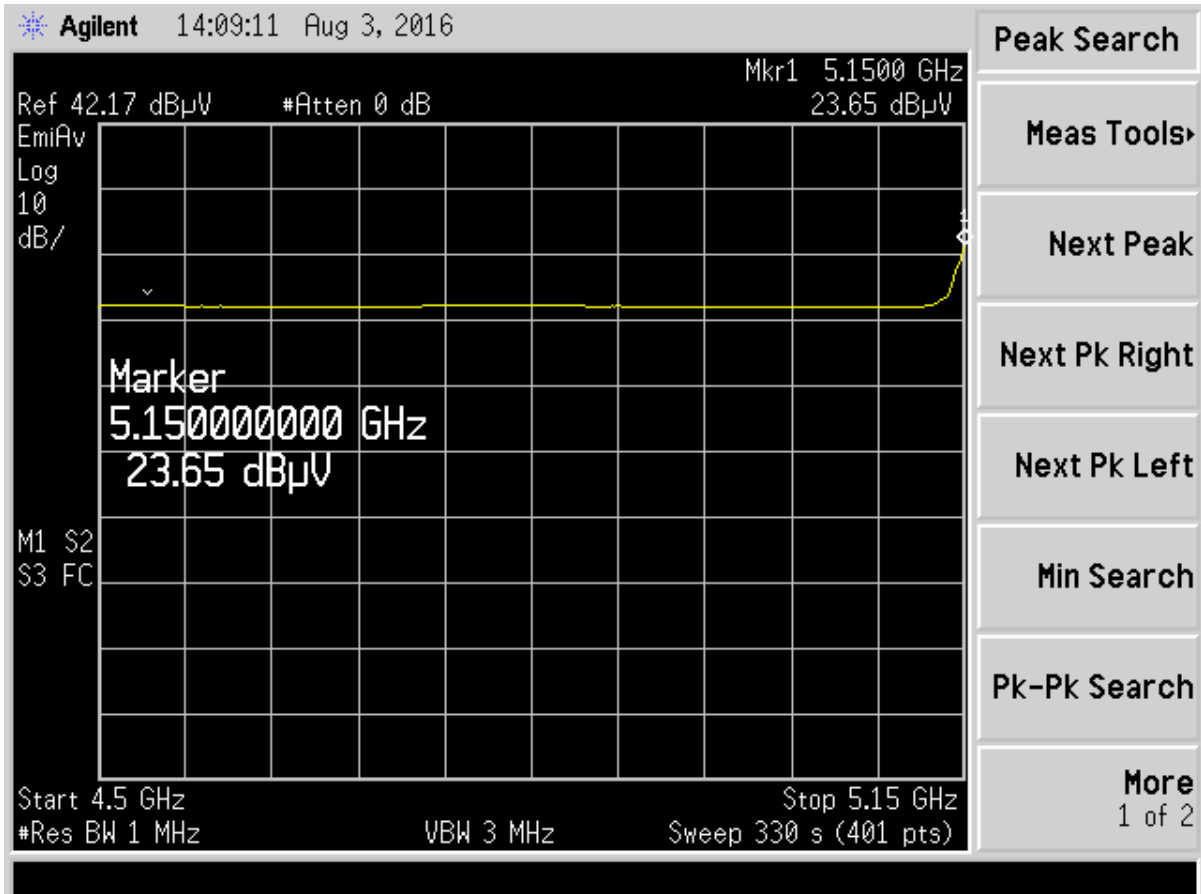 Agilent 14:09:11 Aug 3, 2016
Peak Search
Mkr1 5.1500 GHz
Ref 42.17 dBµV #Atten 0 dB 23.65 dBµV
EmiAv
Log
10
dB/
1
Marker
5.150000000 GHz
23.65 dBµV
M1 S2
S3 FC
Start 4.5 GHz Stop 5.15 GHz
#Res BW 1 MHz VBW 3 MHz Sweep 330 s (401 pts)
Meas Tools
Next Peak
Next Pk Right
Next Pk Left
Min Search
Pk-Pk Search
More
1 of 2